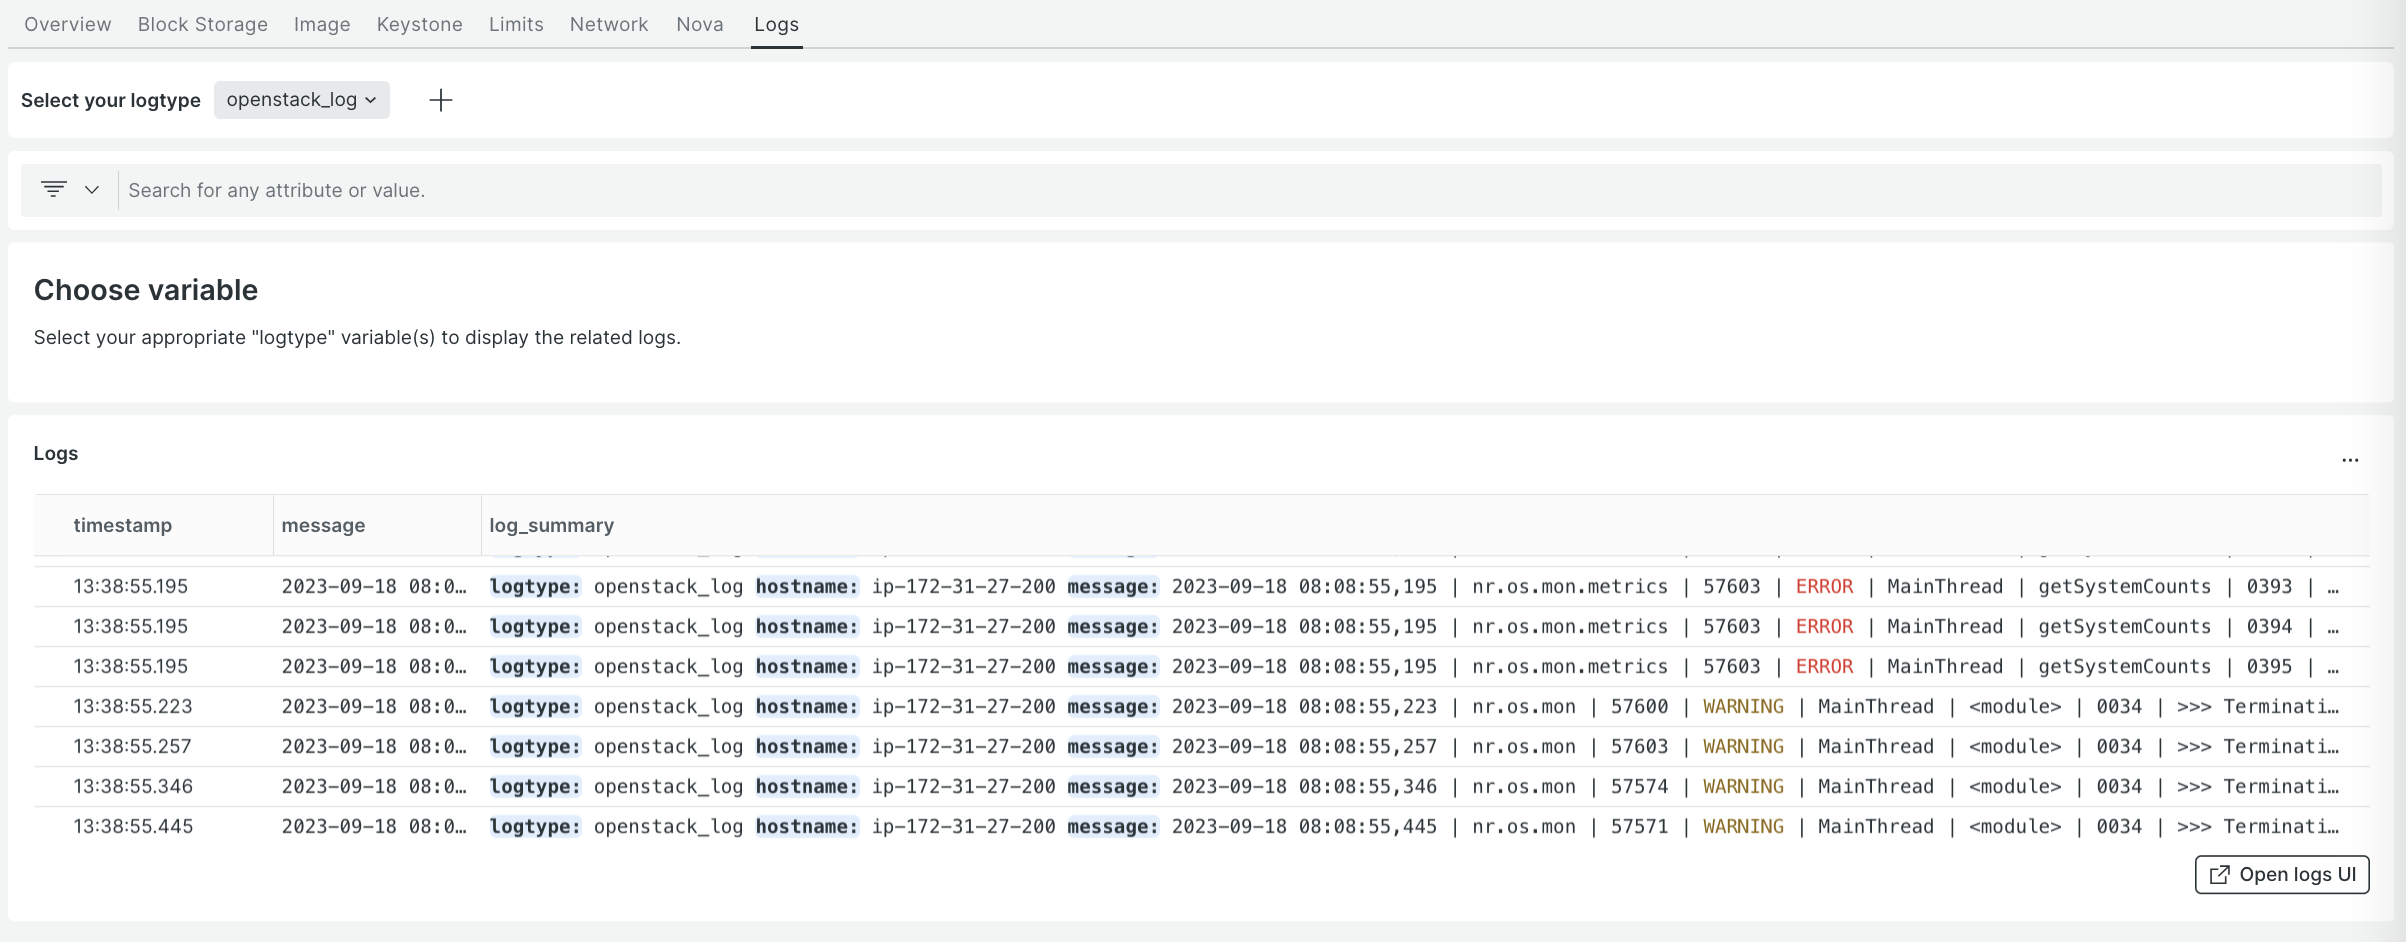 Overview Block Storage Image Keystone Limits Network Nova Logs
Select your logtype openstack_log
Search for any attribute or value.
Choose variable
Select your appropriate "logtype" variable(s) to display the related logs.
Logs
timestamp message log_summary
13:38:55.195 2023-09-18 08:0… logtype: openstack_log hostname: ip-172-31-27-200 message: 2023-09-18 08:08:55,195 | nr.os.mon.metrics | 57603 | ERROR | MainThread | getSystemCounts | 0393 | …
13:38:55.195 2023-09-18 08:0… logtype: openstack_log hostname: ip-172-31-27-200 message: 2023-09-18 08:08:55,195 | nr.os.mon.metrics | 57603 | ERROR | MainThread | getSystemCounts | 0394 | …
13:38:55.195 2023-09-18 08:0… logtype: openstack_log hostname: ip-172-31-27-200 message: 2023-09-18 08:08:55,195 | nr.os.mon.metrics | 57603 | ERROR | MainThread | getSystemCounts | 0395 | …
13:38:55.223 2023-09-18 08:0… logtype: openstack_log hostname: ip-172-31-27-200 message: 2023-09-18 08:08:55,223 | nr.os.mon | 57600 | WARNING | MainThread | <module> | 0034 | >>> Terminati…
13:38:55.257 2023-09-18 08:0… logtype: openstack_log hostname: ip-172-31-27-200 message: 2023-09-18 08:08:55,257 | nr.os.mon | 57603 | WARNING | MainThread | <module> | 0034 | >>> Terminati…
13:38:55.346 2023-09-18 08:0… logtype: openstack_log hostname: ip-172-31-27-200 message: 2023-09-18 08:08:55,346 | nr.os.mon | 57574 | WARNING | MainThread | <module> | 0034 | >>> Terminati…
13:38:55.445 2023-09-18 08:0… logtype: openstack_log hostname: ip-172-31-27-200 message: 2023-09-18 08:08:55,445 | nr.os.mon | 57571 | WARNING | MainThread | <module> | 0034 | >>> Terminati…
Open logs UI